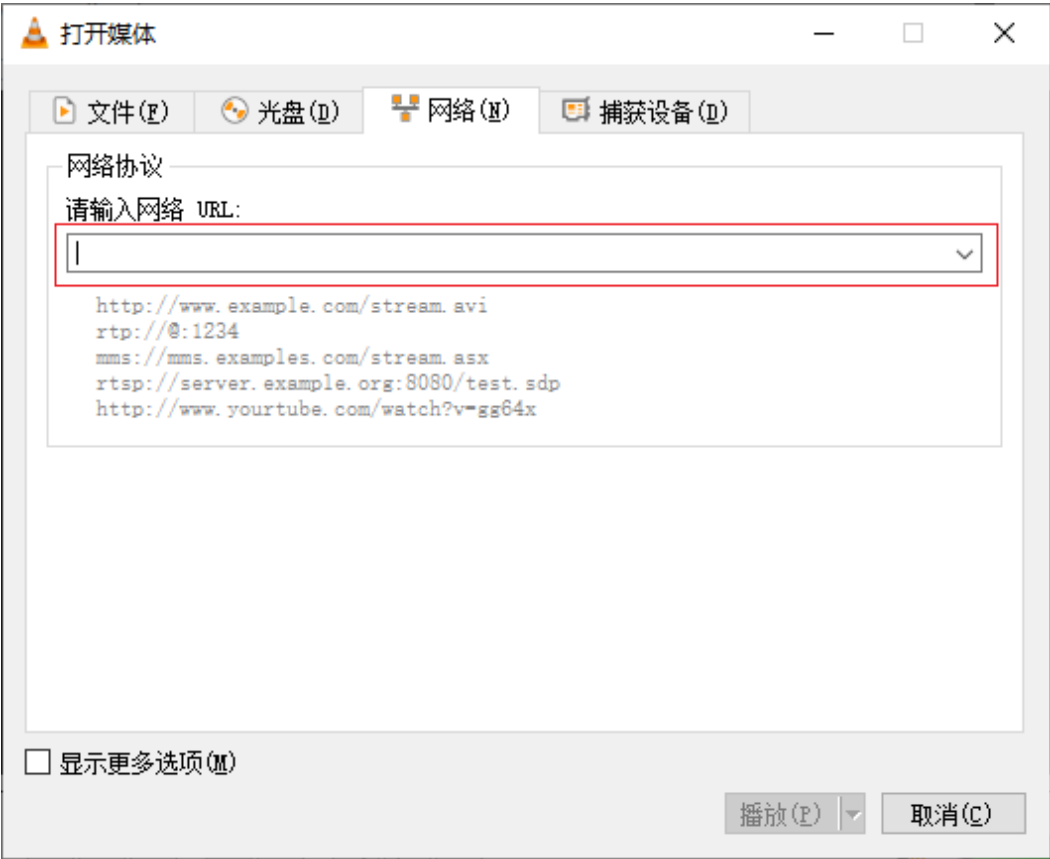 打开媒体
文件(F) 光盘(D) 网络(N) 捕获设备(D)
网络协议
请输入网络 URL:
http://www.example.com/stream.avi
rtp://@:1234
mms://mms.examples.com/stream.asx
rtsp://server.example.org:8080/test.sdp
http://www.yourtube.com/watch?v=gg64x
显示更多选项(M)
播放(P) 取消(C)